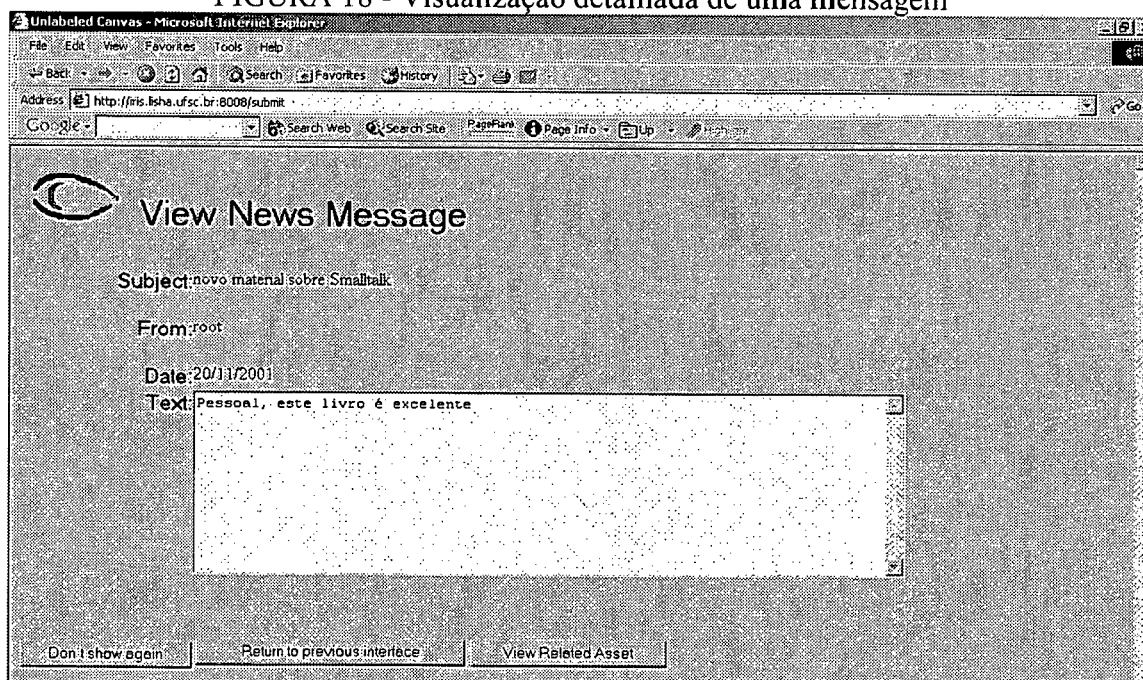 FIGURA 18 - Visualização detalhada de uma mensagem
Unlabeled Canvas - Microsoft Internet Explorer
File Edit View Favorites Tools Help
Back Search Favorites History
Address http://iris.lisha.ufsc.br:8008/submit Go
Google Search Web Search Site PageRank Page Info Up Highlight
View News Message
Subject: novo material sobre Smalltalk
From: root
Date: 20/11/2001
Text: Pessoal, este livro é excelente
Don't show again Return to previous interface View Related Asset